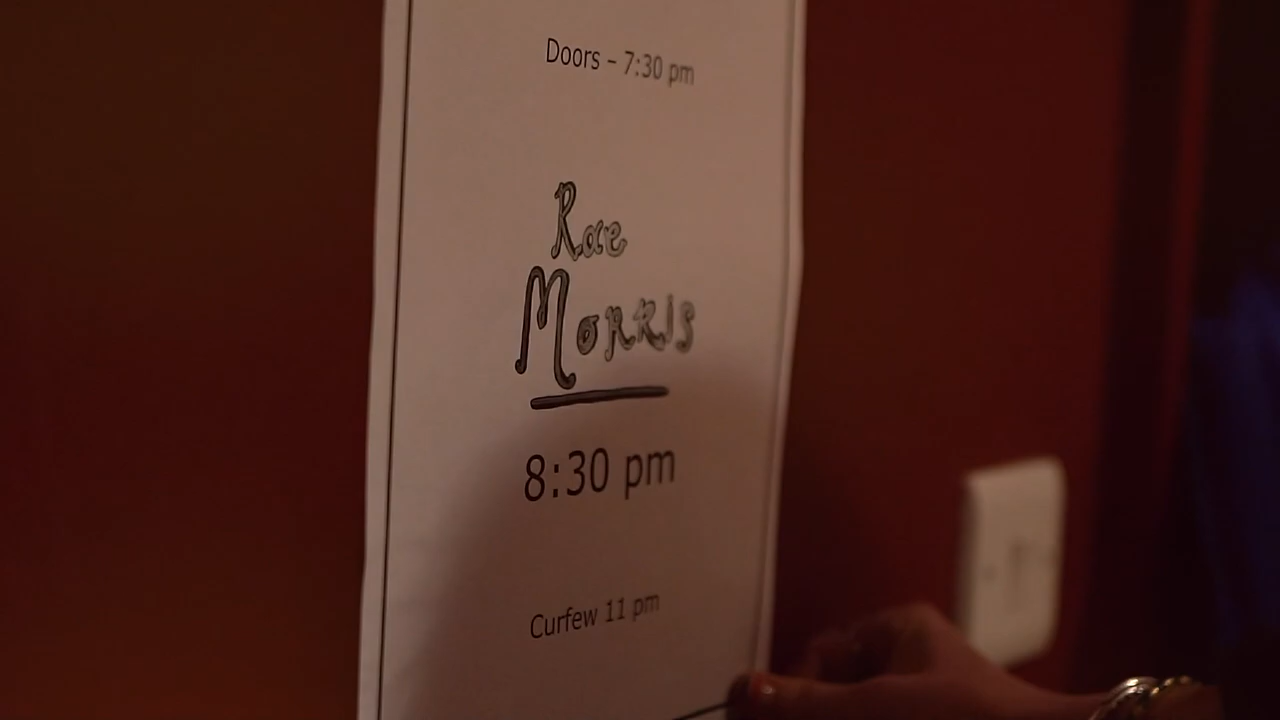 Doors – 7:30 pm
Rae
Morris
8:30 pm
Curfew 11 pm